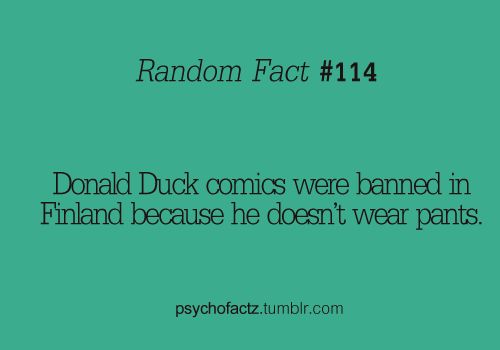 Random Fact #114
Donald Duck comics were banned in
Finland because he doesn't wear pants.
psychofactz.tumblr.com